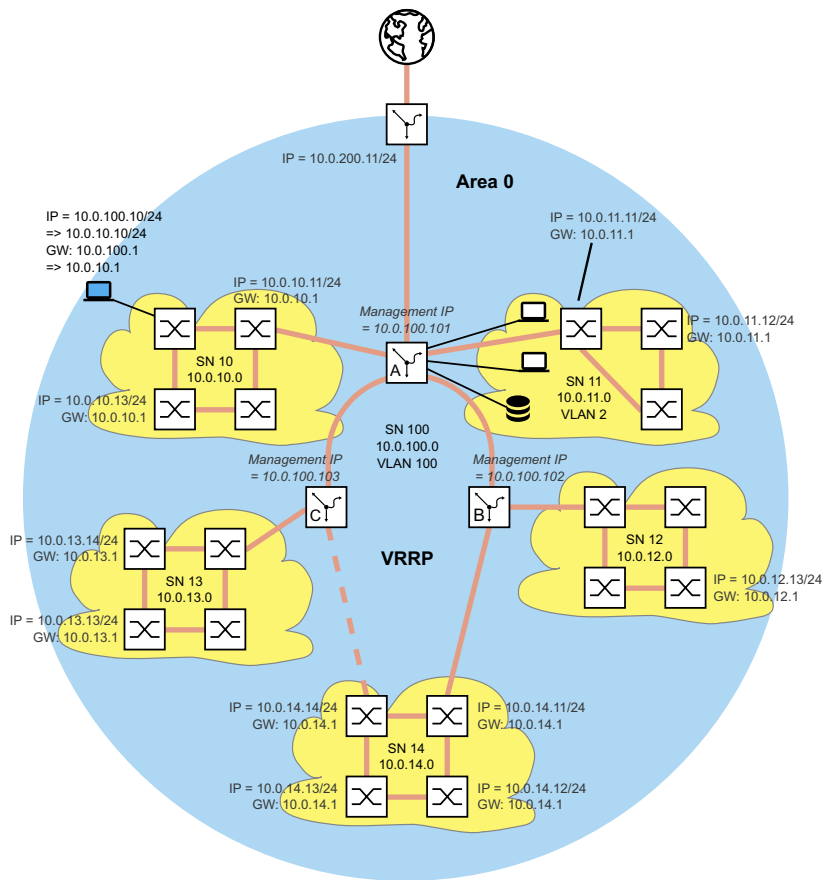 IP = 10.0.200.11/24
Area 0
IP = 10.0.100.10/24
=> 10.0.10.10/24
GW: 10.0.100.1
=> 10.0.10.1
IP = 10.0.11.11/24
GW: 10.0.11.1
IP = 10.0.10.11/24
GW: 10.0.10.1
Management IP
= 10.0.100.101
IP = 10.0.11.12/24
GW: 10.0.11.1
SN 10
10.0.10.0
A
SN 11
10.0.11.0
VLAN 2
IP = 10.0.10.13/24
GW: 10.0.10.1
SN 100
10.0.100.0
VLAN 100
Management IP
= 10.0.100.103
Management IP
= 10.0.100.102
C
B
IP = 10.0.13.14/24
GW: 10.0.13.1
SN 12
10.0.12.0
VRRP
SN 13
10.0.13.0
IP = 10.0.12.13/24
GW: 10.0.12.1
IP = 10.0.13.13/24
GW: 10.0.13.1
IP = 10.0.14.14/24
GW: 10.0.14.1
IP = 10.0.14.11/24
GW: 10.0.14.1
SN 14
10.0.14.0
IP = 10.0.14.13/24
GW: 10.0.14.1
IP = 10.0.14.12/24
GW: 10.0.14.1